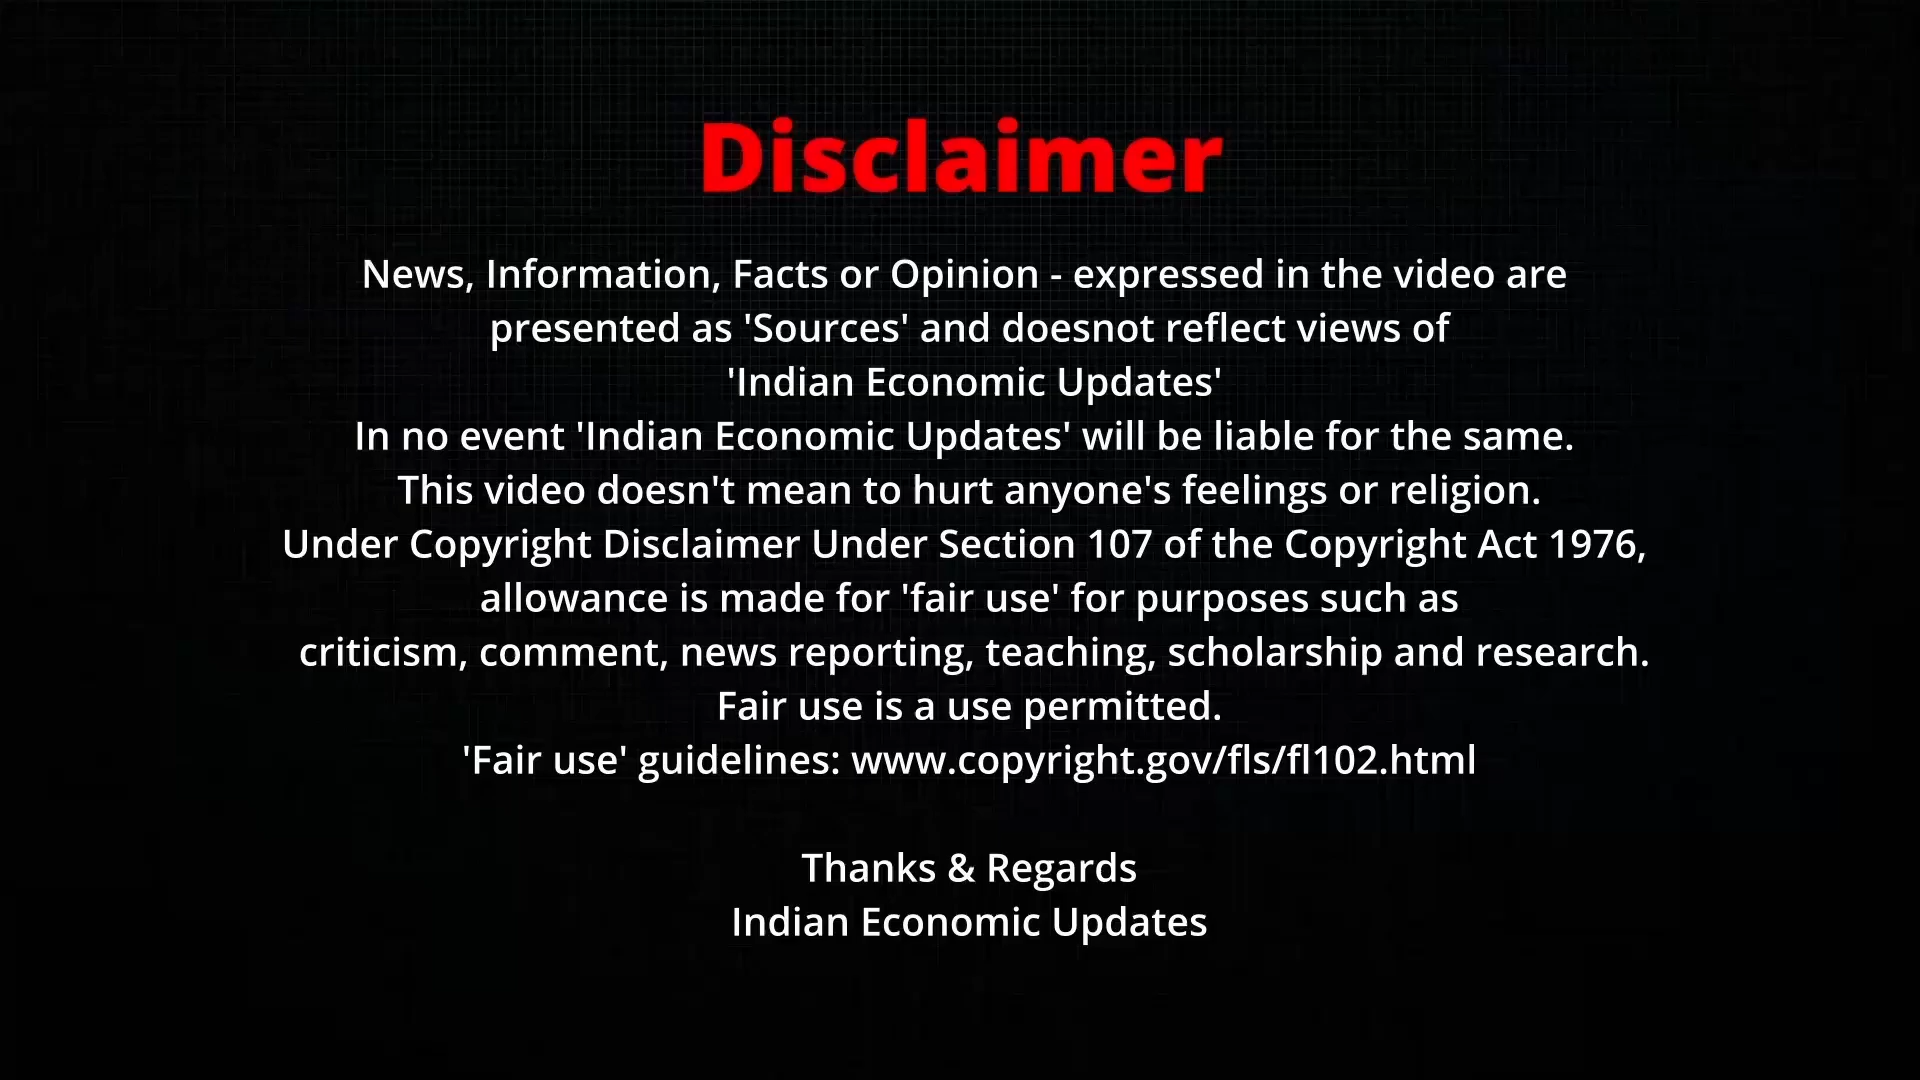 Disclaimer
News, Information, Facts or Opinion - expressed in the video are
presented as 'Sources' and doesnot reflect views of
'Indian Economic Updates'
In no event 'Indian Economic Updates' will be liable for the same.
This video doesn't mean to hurt anyone's feelings or religion.
Under Copyright Disclaimer Under Section 107 of the Copyright Act 1976,
allowance is made for 'fair use' for purposes such as
criticism, comment, news reporting, teaching, scholarship and research.
Fair use is a use permitted.
'Fair use' guidelines: www.copyright.gov/fls/fl102.html
Thanks & Regards
Indian Economic Updates